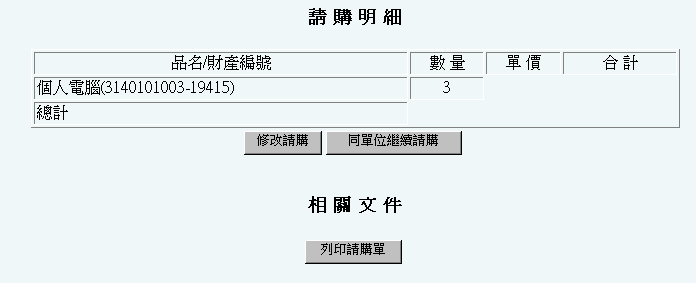 請 購 明 細
品名/財產編號 數 量 單 價 合 計
個人電腦(3140101003-19415) 3
總計
修改請購 同單位繼續請購
相 關 文 件
列印請購單